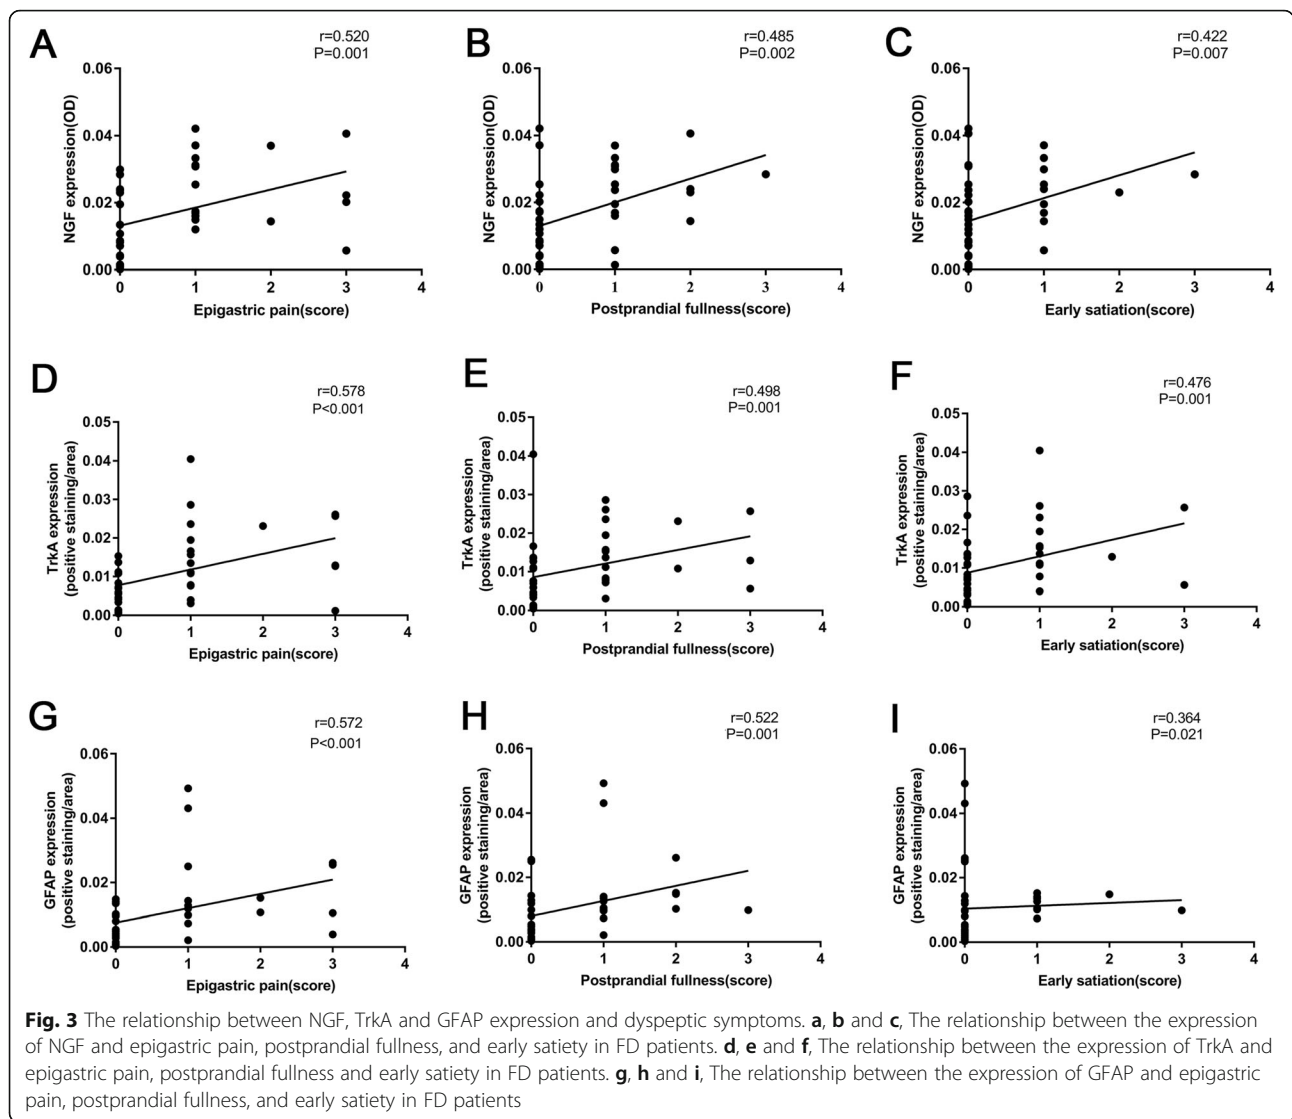 A
r=0.520
P=0.001
NGF expression(OD)
0.06
0.04
0.02
0.00
0 1 2 3 4
Epigastric pain(score)
B
r=0.485
P=0.002
NGF expression(OD)
0.06
0.04
0.02
0.00
0 1 2 3 4
Postprandial fullness(score)
C
r=0.422
P=0.007
NGF expression(OD)
0.06
0.04
0.02
0.00
0 1 2 3 4
Early satiation(score)
D
r=0.578
P<0.001
TrkA expression
(positive staining/area)
0.05
0.04
0.03
0.02
0.01
0.00
0 1 2 3 4
Epigastric pain(score)
E
r=0.498
P=0.001
TrkA expression
(positive staining/area)
0.05
0.04
0.03
0.02
0.01
0.00
0 1 2 3 4
Postprandial fullness(score)
F
r=0.476
P=0.001
TrkA expression
(positive staining/area)
0.05
0.04
0.03
0.02
0.01
0.00
0 1 2 3 4
Early satiation(score)
G
r=0.572
P<0.001
GFAP expression
(positive staining/area)
0.06
0.04
0.02
0.00
0 1 2 3 4
Epigastric pain(score)
H
r=0.522
P=0.001
GFAP expression
(positive staining/area)
0.06
0.04
0.02
0.00
0 1 2 3 4
Postprandial fullness(score)
I
r=0.364
P=0.021
GFAP expression
(positive staining/area)
0.06
0.04
0.02
0.00
0 1 2 3 4
Early satiation(score)
Fig. 3 The relationship between NGF, TrkA and GFAP expression and dyspeptic symptoms. a, b and c, The relationship between the expression
of NGF and epigastric pain, postprandial fullness, and early satiety in FD patients. d, e and f, The relationship between the expression of TrkA and
epigastric pain, postprandial fullness and early satiety in FD patients. g, h and i, The relationship between the expression of GFAP and epigastric
pain, postprandial fullness, and early satiety in FD patients